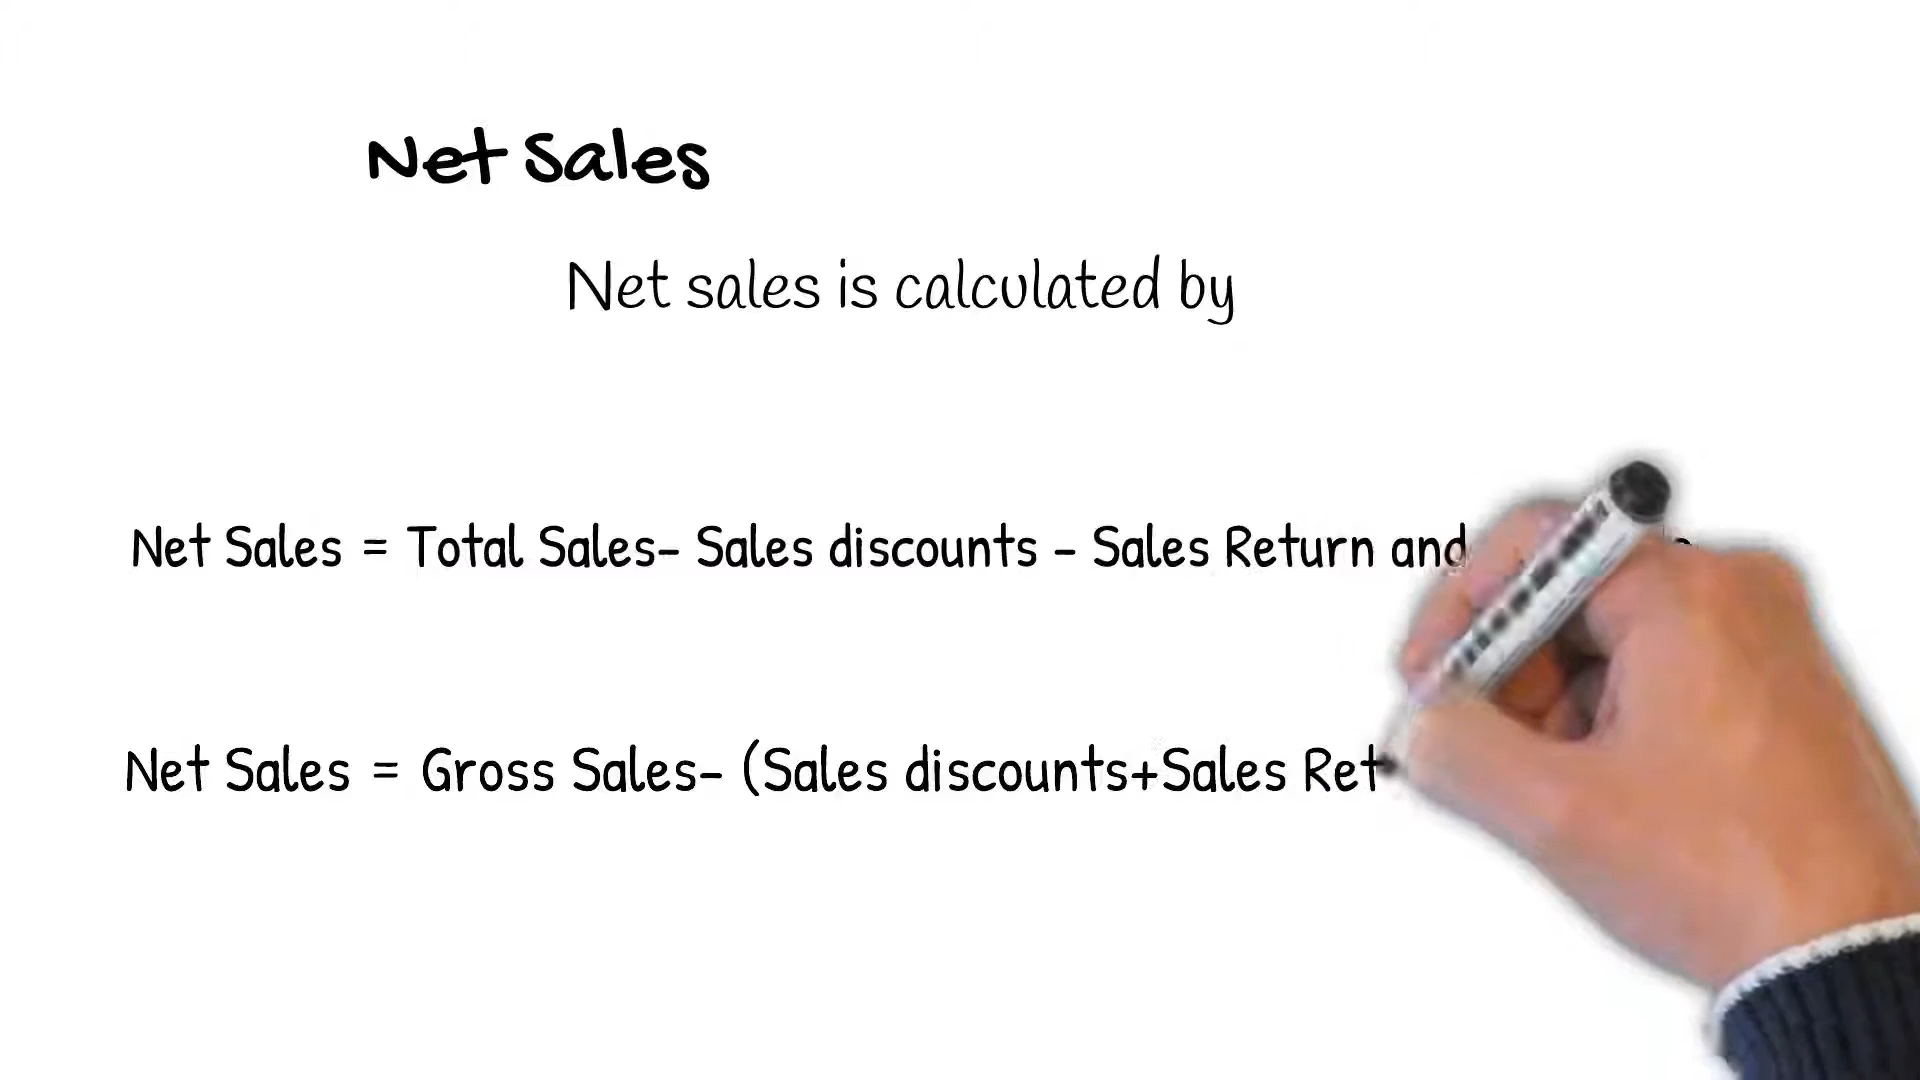 Net Sales
Net sales is calculated by
Net Sales = Total Sales- Sales discounts - Sales Return and
Net Sales = Gross Sales- (Sales discounts+Sales Ret